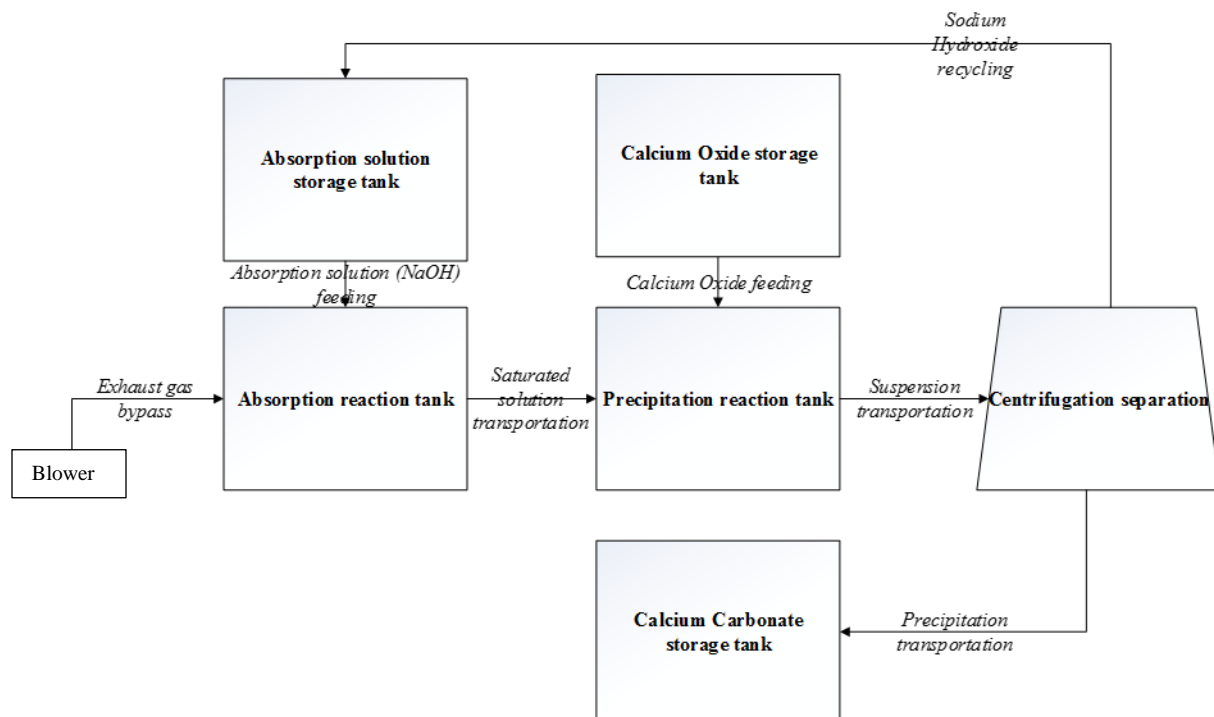 Sodium
Hydroxide
recycling
Absorption solution
storage tank
Calcium Oxide storage
tank
Absorption solution (NaOH)
feeding
Calcium Oxide feeding
Exhaust gas
bypass
Absorption reaction tank
Saturated
solution
transportation
Precipitation reaction tank
Suspension
transportation
Centrifugation separation
Blower
Calcium Carbonate
storage tank
Precipitation
transportation